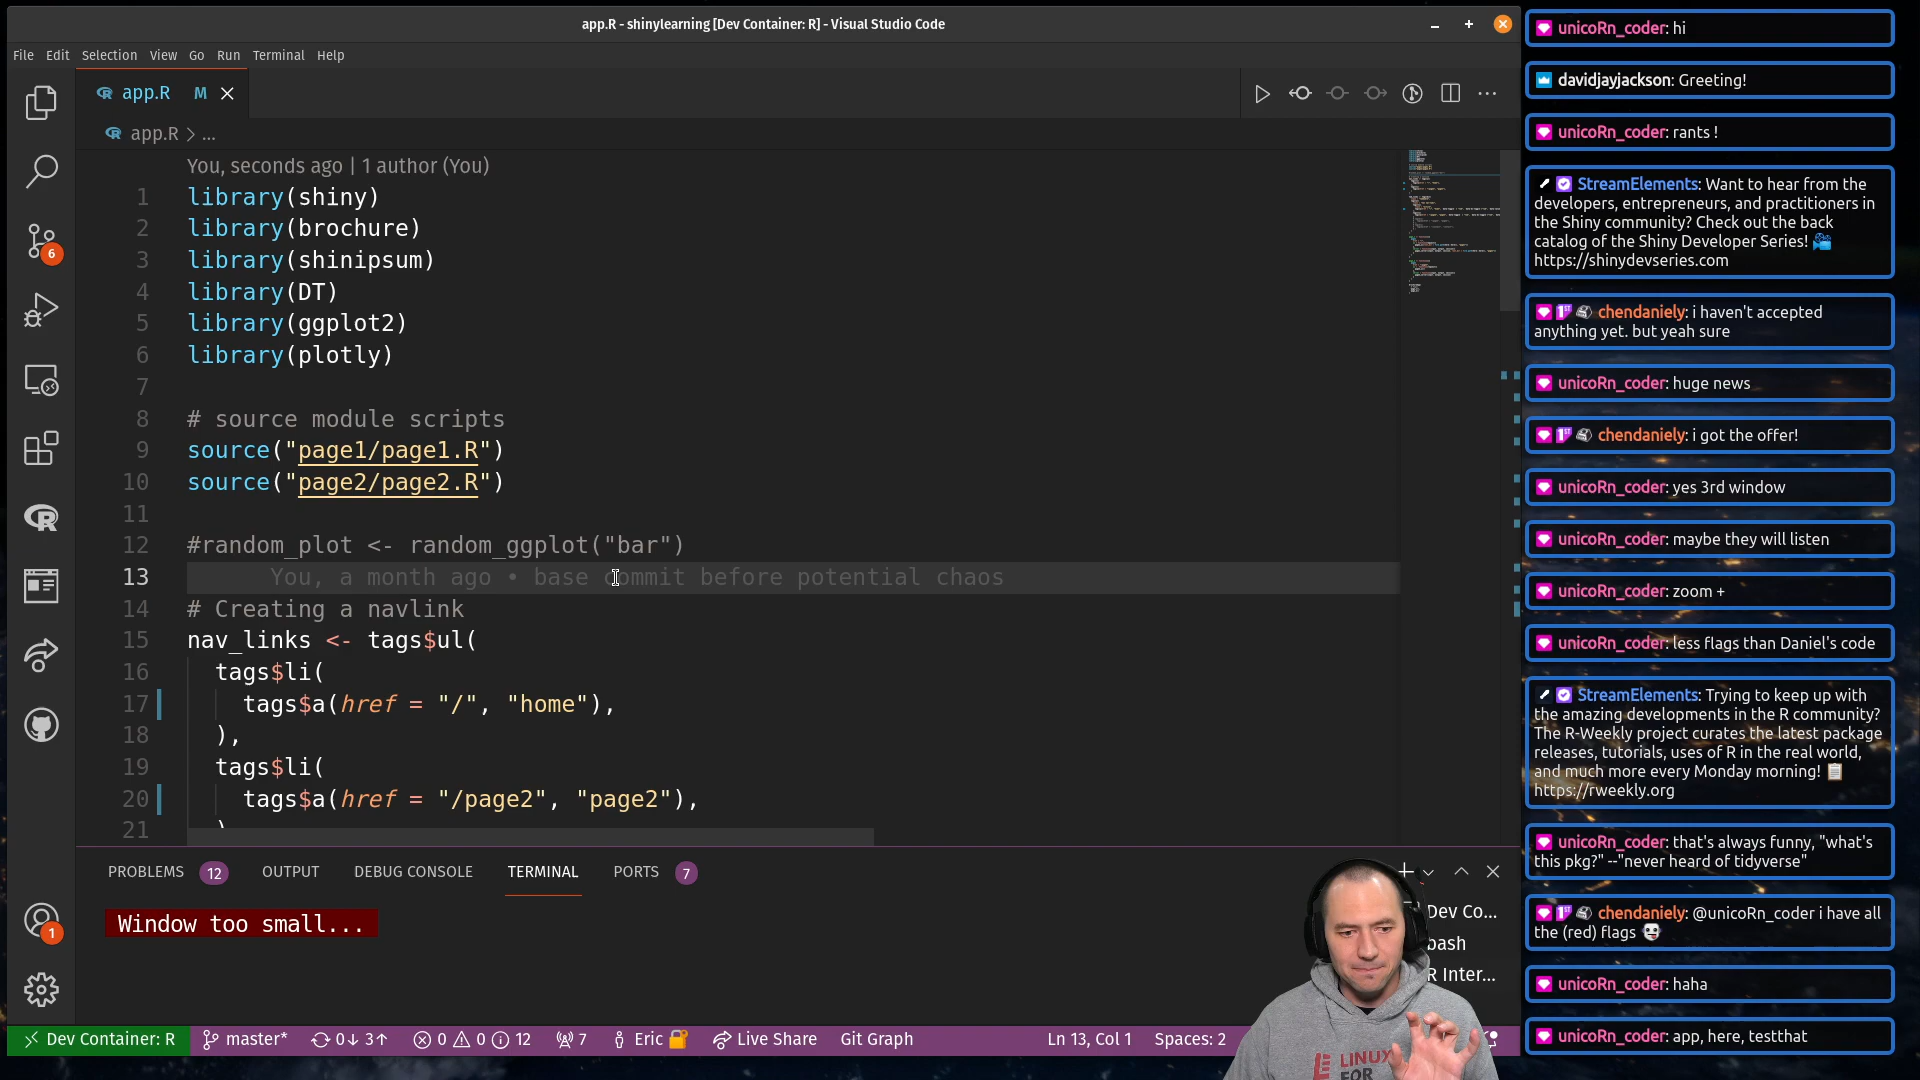 app.R - shinylearning [Dev Container: R] - Visual Studio Code
File Edit Selection View Go Run Terminal Help
app.R M
app.R > ...
You, seconds ago | 1 author (You)
1 library(shiny)
2 library(brochure)
3 library(shinipsum)
4 library(DT)
5 library(ggplot2)
6 library(plotly)
7
8 # source module scripts
9 source("page1/page1.R")
10 source("page2/page2.R")
11
12 #random_plot <- random_ggplot("bar")
13 You, a month ago • base commit before potential chaos
14 # Creating a navlink
15 nav_links <- tags$ul(
16 tags$li(
17 tags$a(href = "/", "home"),
18 ),
19 tags$li(
20 tags$a(href = "/page2", "page2"),
21 )
6
1
PROBLEMS 12 OUTPUT DEBUG CONSOLE TERMINAL PORTS 7
Window too small...
Dev Co...
bash
R Inter...
Dev Container: R master* 0↓ 3↑ 0 0 12 7 Eric Live Share Git Graph Ln 13, Col 1 Spaces: 2
LINUX
FOR
unicoRn_coder: hi
davidjayjackson: Greeting!
unicoRn_coder: rants !
StreamElements: Want to hear from the
developers, entrepreneurs, and practitioners in
the Shiny community? Check out the back
catalog of the Shiny Developer Series!
https://shinydevseries.com
chendaniely: i haven't accepted
anything yet. but yeah sure
unicoRn_coder: huge news
chendaniely: i got the offer!
unicoRn_coder: yes 3rd window
unicoRn_coder: maybe they will listen
unicoRn_coder: zoom +
unicoRn_coder: less flags than Daniel's code
StreamElements: Trying to keep up with
the amazing developments in the R community?
The R-Weekly project curates the latest package
releases, tutorials, uses of R in the real world,
and much more every Monday morning! 📋
https://rweekly.org
unicoRn_coder: that's always funny, "what's
this pkg?" --"never heard of tidyverse"
chendaniely: @unicoRn_coder i have all
the (red) flags 👻
unicoRn_coder: haha
unicoRn_coder: app, here, testthat